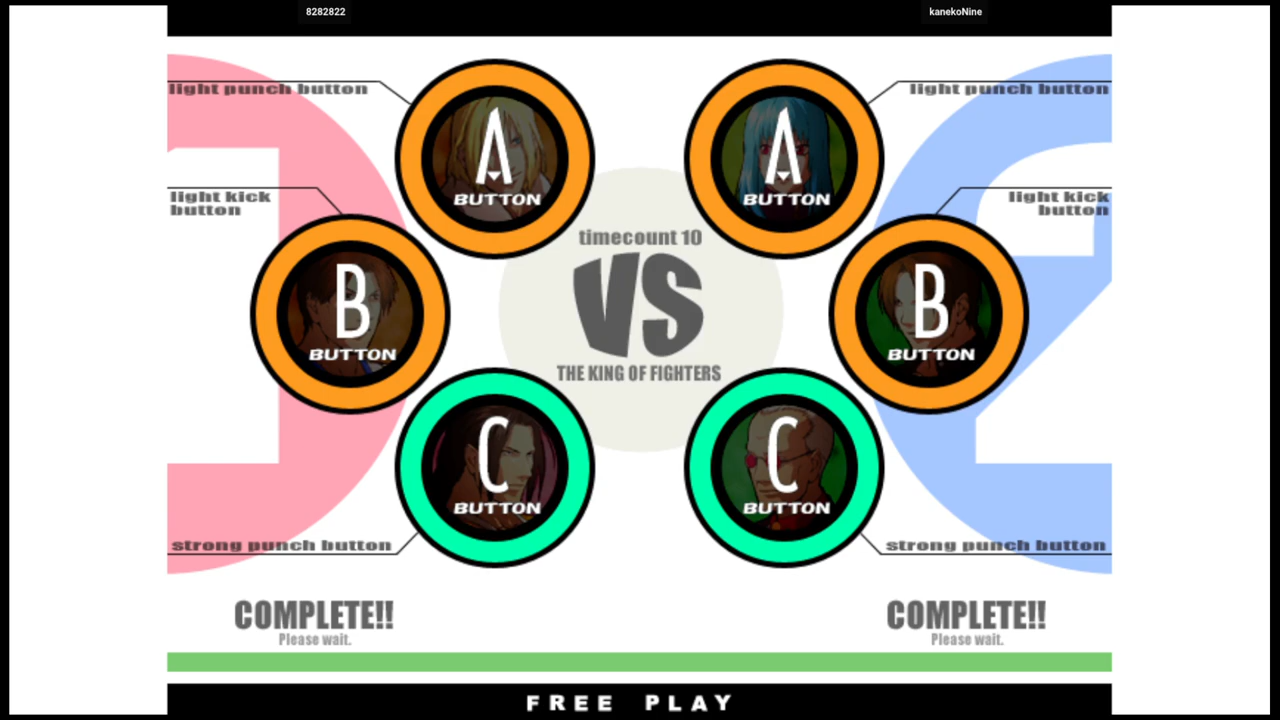 8282822
kanekoNine
light punch button
A
BUTTON
A
BUTTON
light punch button
light kick
button
B
BUTTON
timecount 10
VS
THE KING OF FIGHTERS
light kick
button
B
BUTTON
C
BUTTON
C
BUTTON
strong punch button
strong punch button
1
2
COMPLETE!!
Please wait.
COMPLETE!!
Please wait.
FREE PLAY